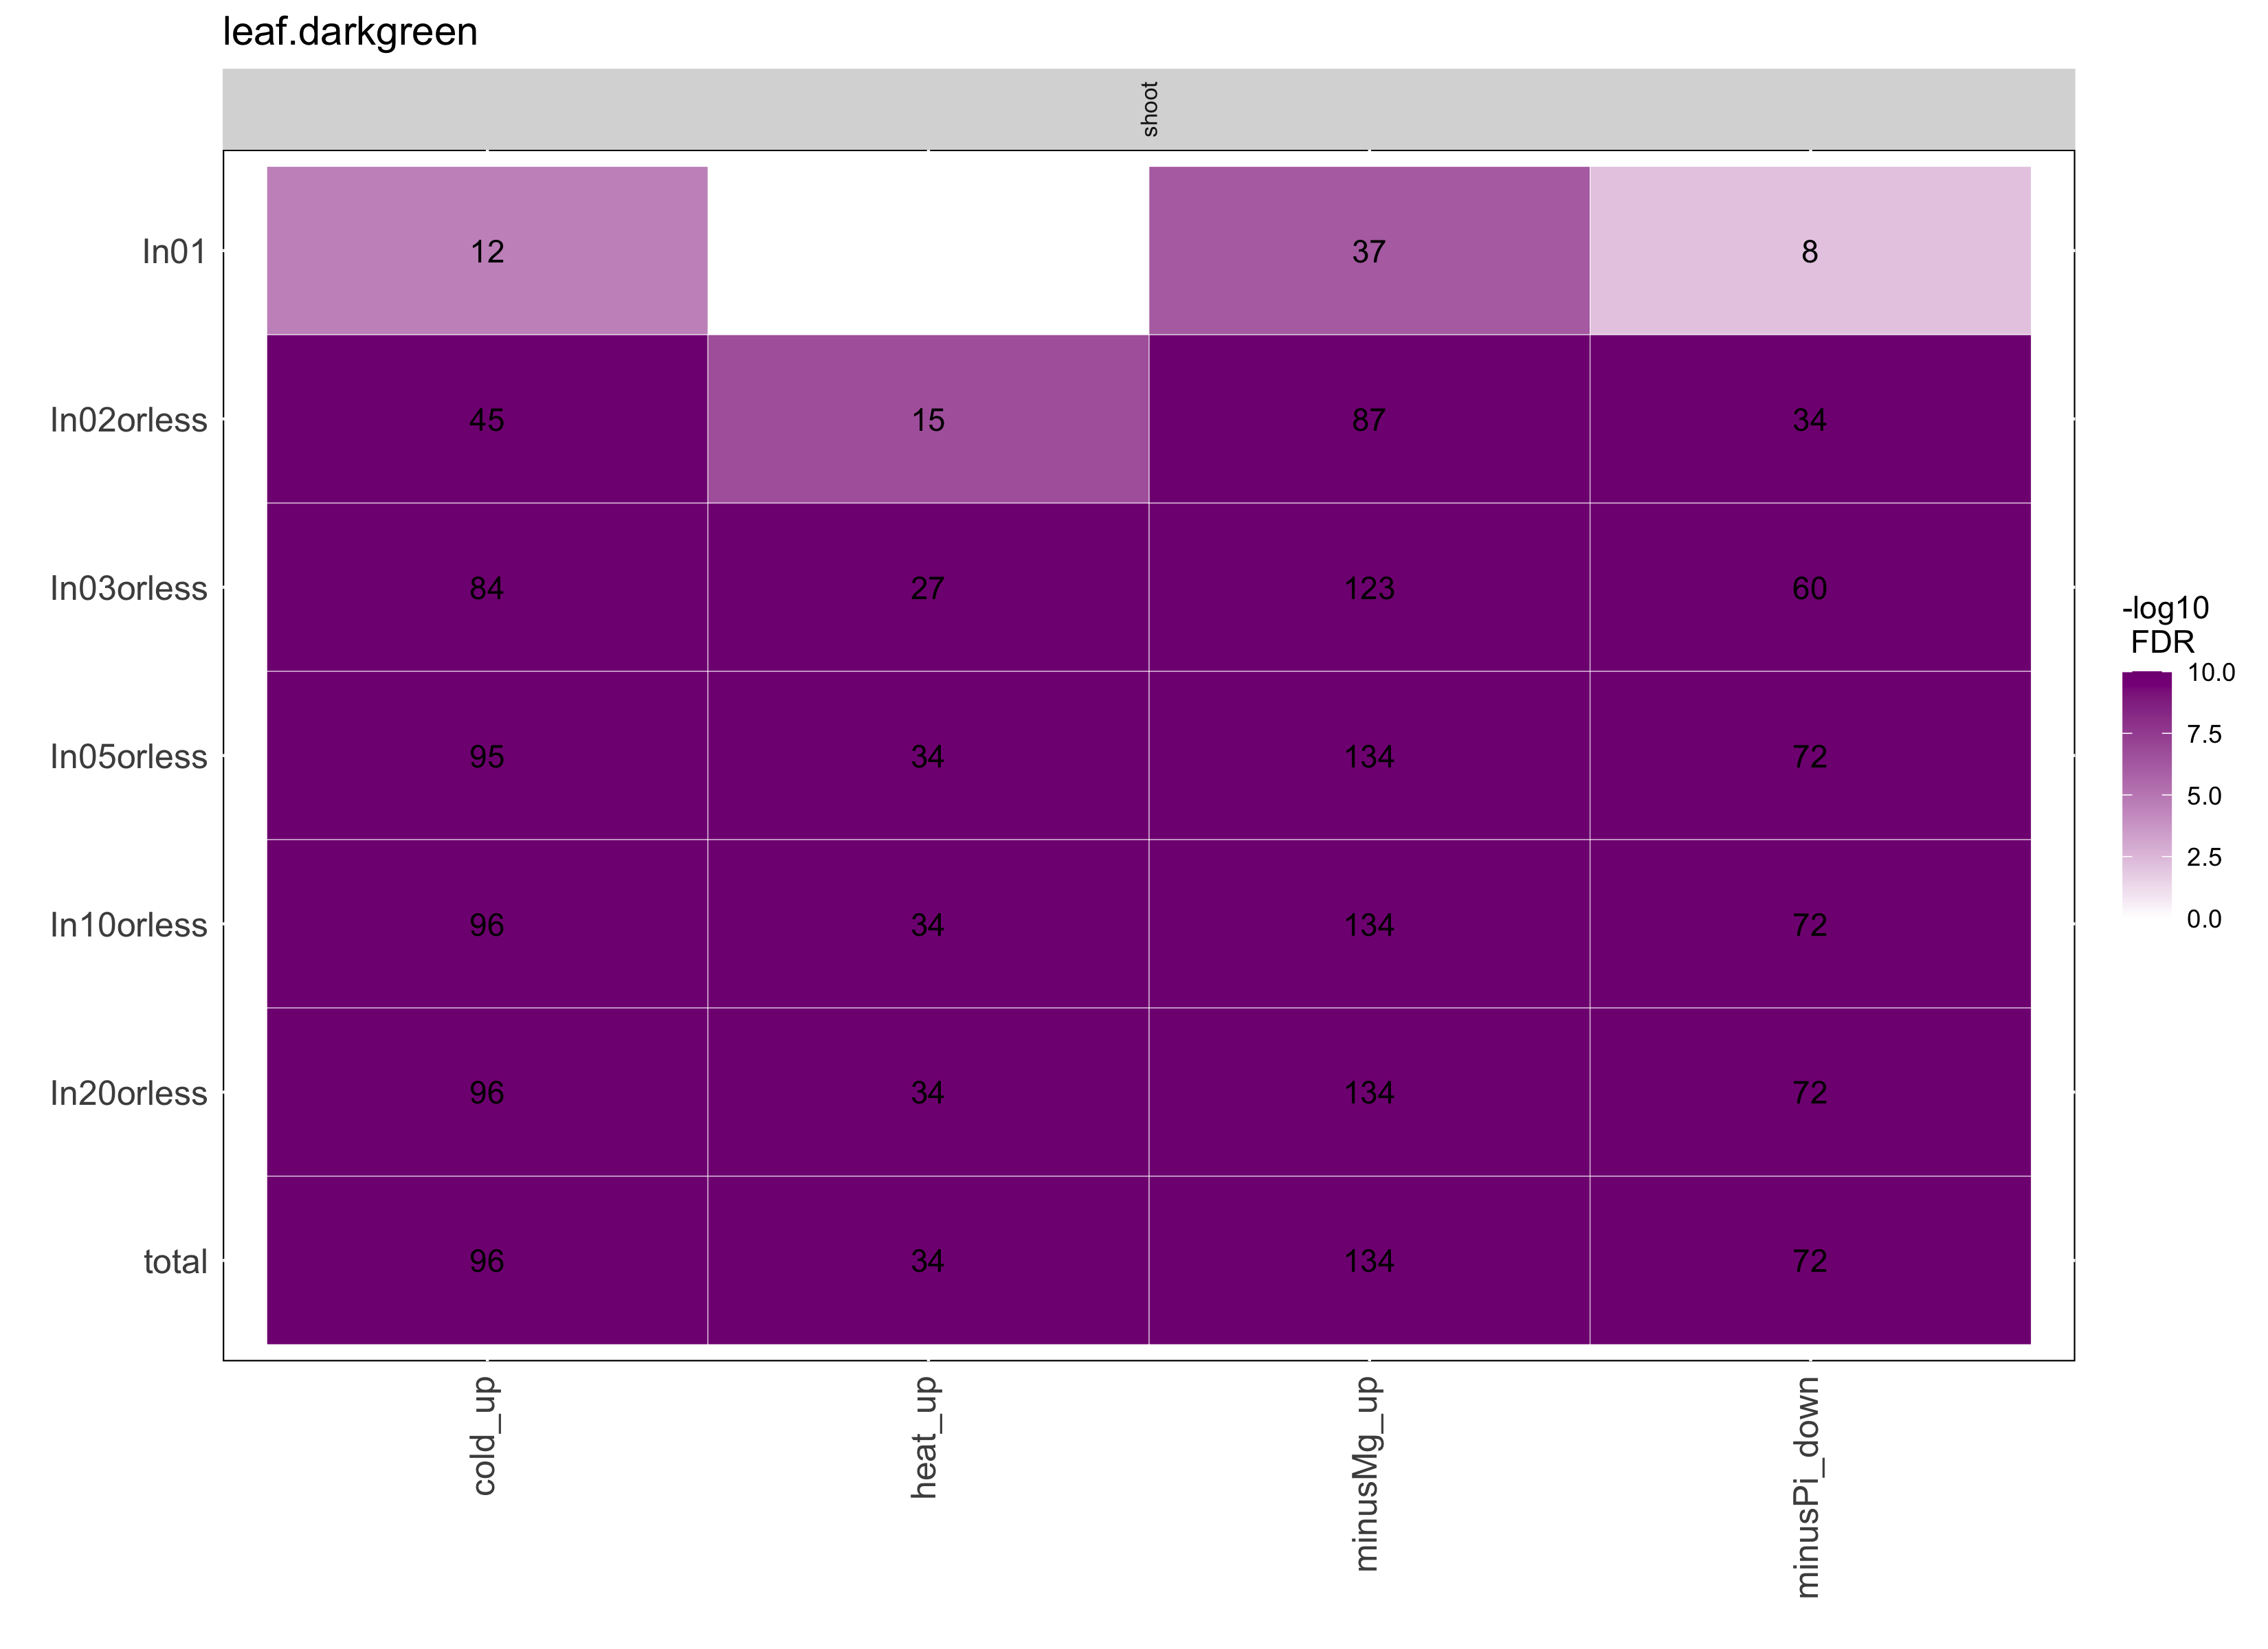 leaf.darkgreen
shoot
In01 12 37 8
In02orless 45 15 87 34
In03orless 84 27 123 60
In05orless 95 34 134 72
In10orless 96 34 134 72
In20orless 96 34 134 72
total 96 34 134 72
cold_up heat_up minusMg_up minusPi_down
-log10
FDR
10.0
7.5
5.0
2.5
0.0